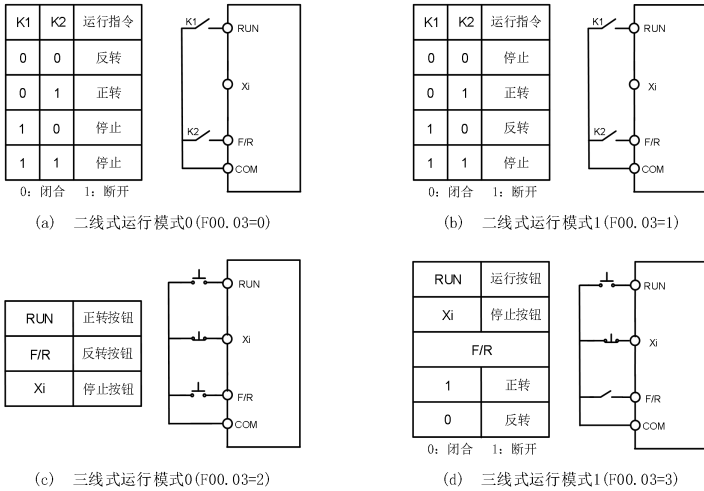 K1 K2 运行指令
0 0 反转
0 1 正转
1 0 停止
1 1 停止
0: 闭合 1: 断开
K1
RUN
Xi
K2
F/R
COM
(a) 二线式运行模式0(F00.03=0)
K1 K2 运行指令
0 0 停止
0 1 正转
1 0 反转
1 1 停止
0: 闭合 1: 断开
K1
RUN
Xi
K2
F/R
COM
(b) 二线式运行模式1(F00.03=1)
RUN 正转按钮
F/R 反转按钮
Xi 停止按钮
RUN
Xi
F/R
COM
(c) 三线式运行模式0(F00.03=2)
RUN 运行按钮
Xi 停止按钮
F/R
1 正转
0 反转
0: 闭合 1: 断开
RUN
Xi
F/R
COM
(d) 三线式运行模式1(F00.03=3)